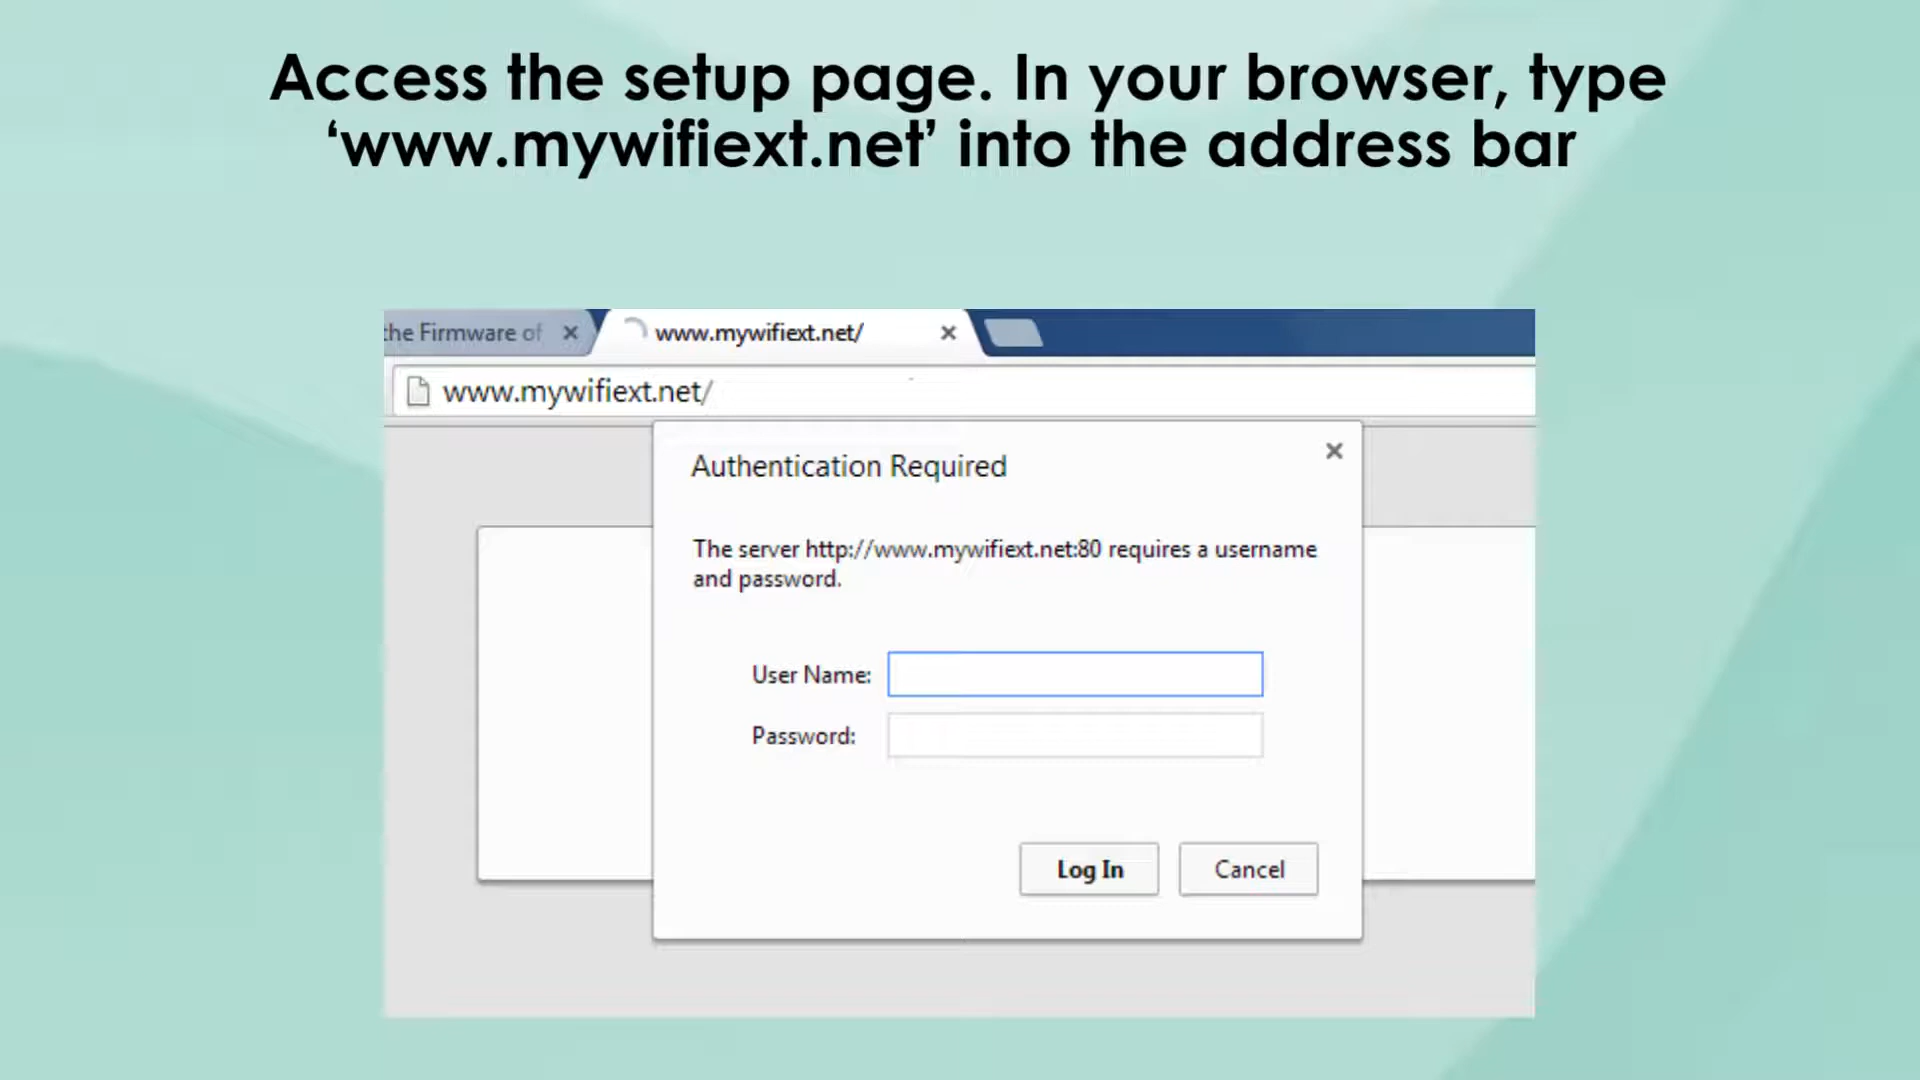 Access the setup page. In your browser, type
‘www.mywifiext.net’ into the address bar
the Firmware of
www.mywifiext.net/
www.mywifiext.net/
Authentication Required
The server http://www.mywifiext.net:80 requires a username
and password.
User Name:
Password:
Log In Cancel